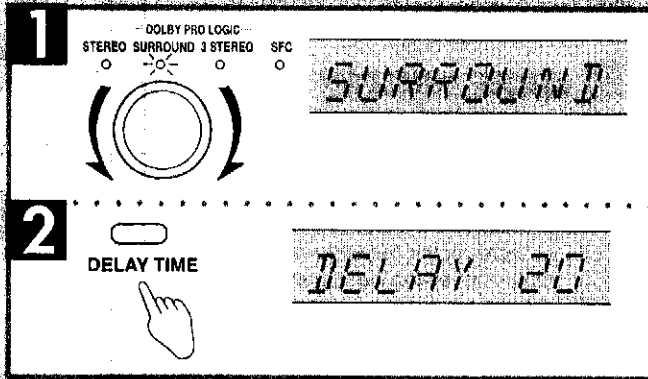 1
DOLBY PRO LOGIC
STEREO SURROUND 3 STEREO SFC
SURROUND
2
DELAY TIME
DELAY 20